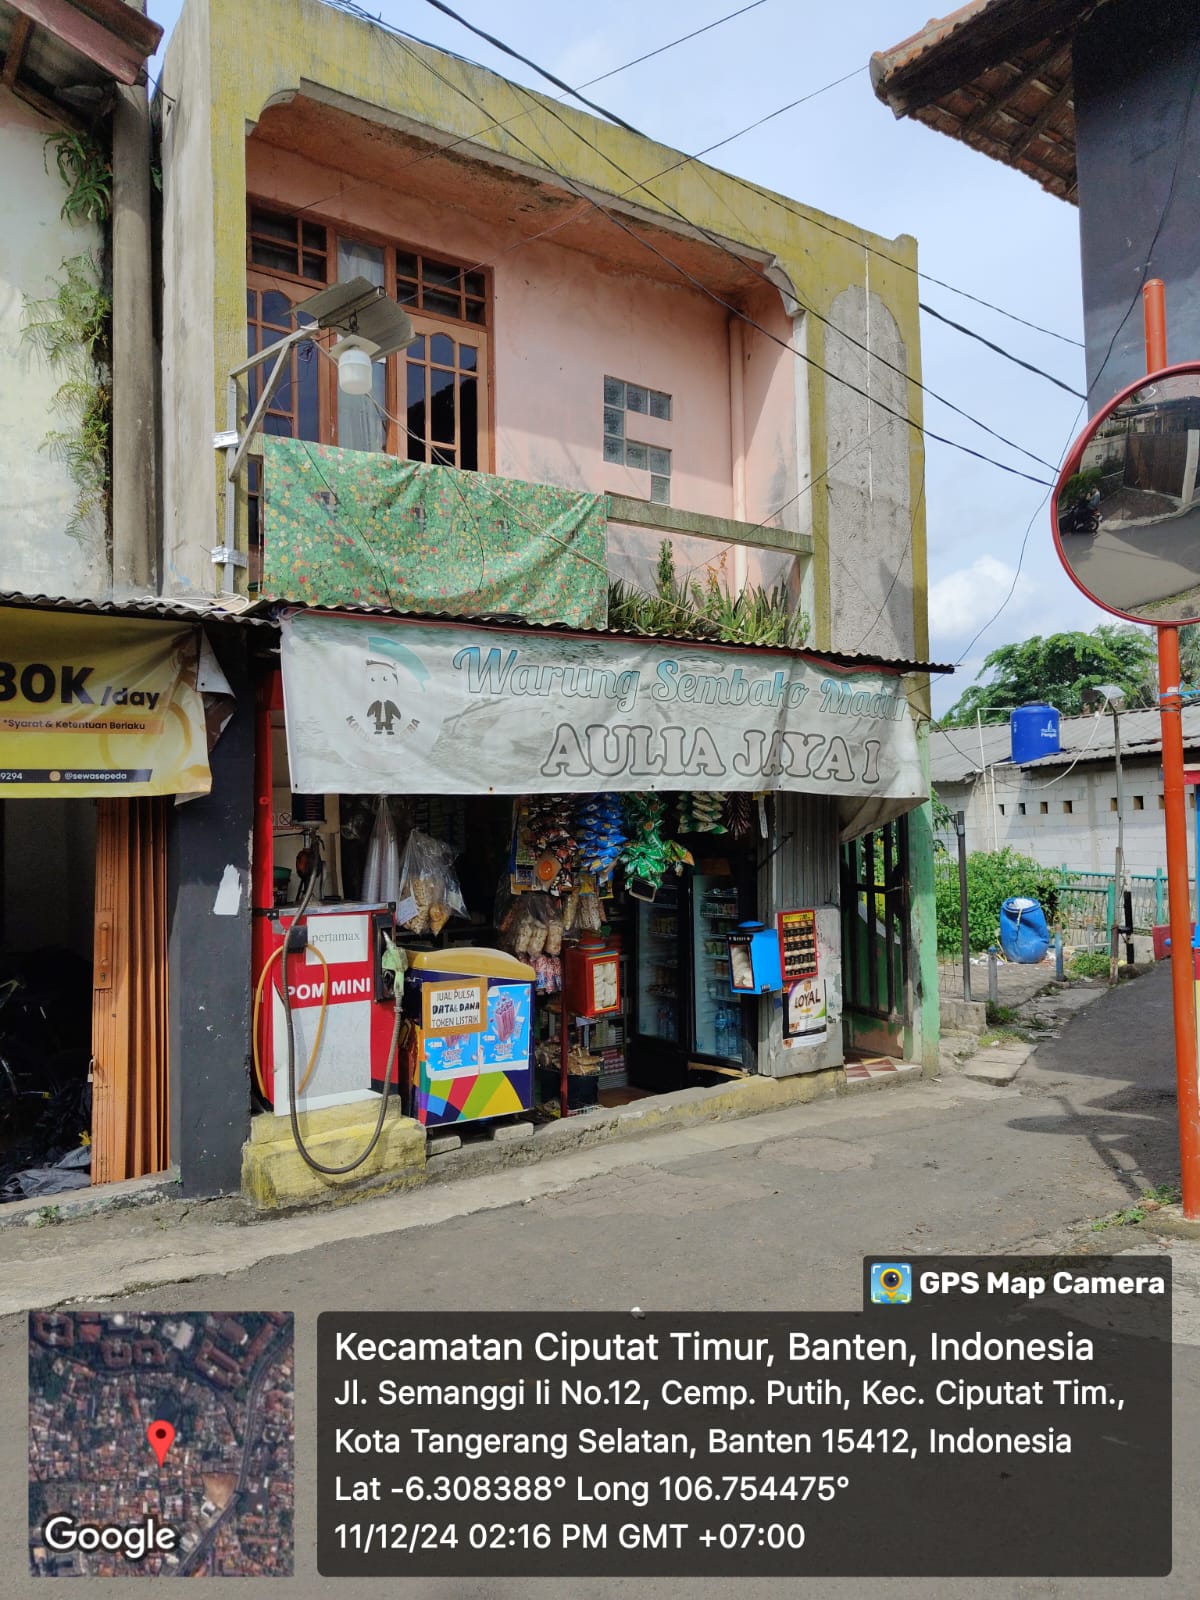 30K/day
*Syarat & Ketentuan Berlaku
9294 @sewasepeda
Warung Sembako Madura
AULIA JAYA 1
pertamax
POM MINI
JUAL PULSA
DATA & DANA
TOKEN LISTRIK
LOYAL
GPS Map Camera
Kecamatan Ciputat Timur, Banten, Indonesia
Jl. Semanggi Ii No.12, Cemp. Putih, Kec. Ciputat Tim.,
Kota Tangerang Selatan, Banten 15412, Indonesia
Lat -6.308388° Long 106.754475°
11/12/24 02:16 PM GMT +07:00
Google